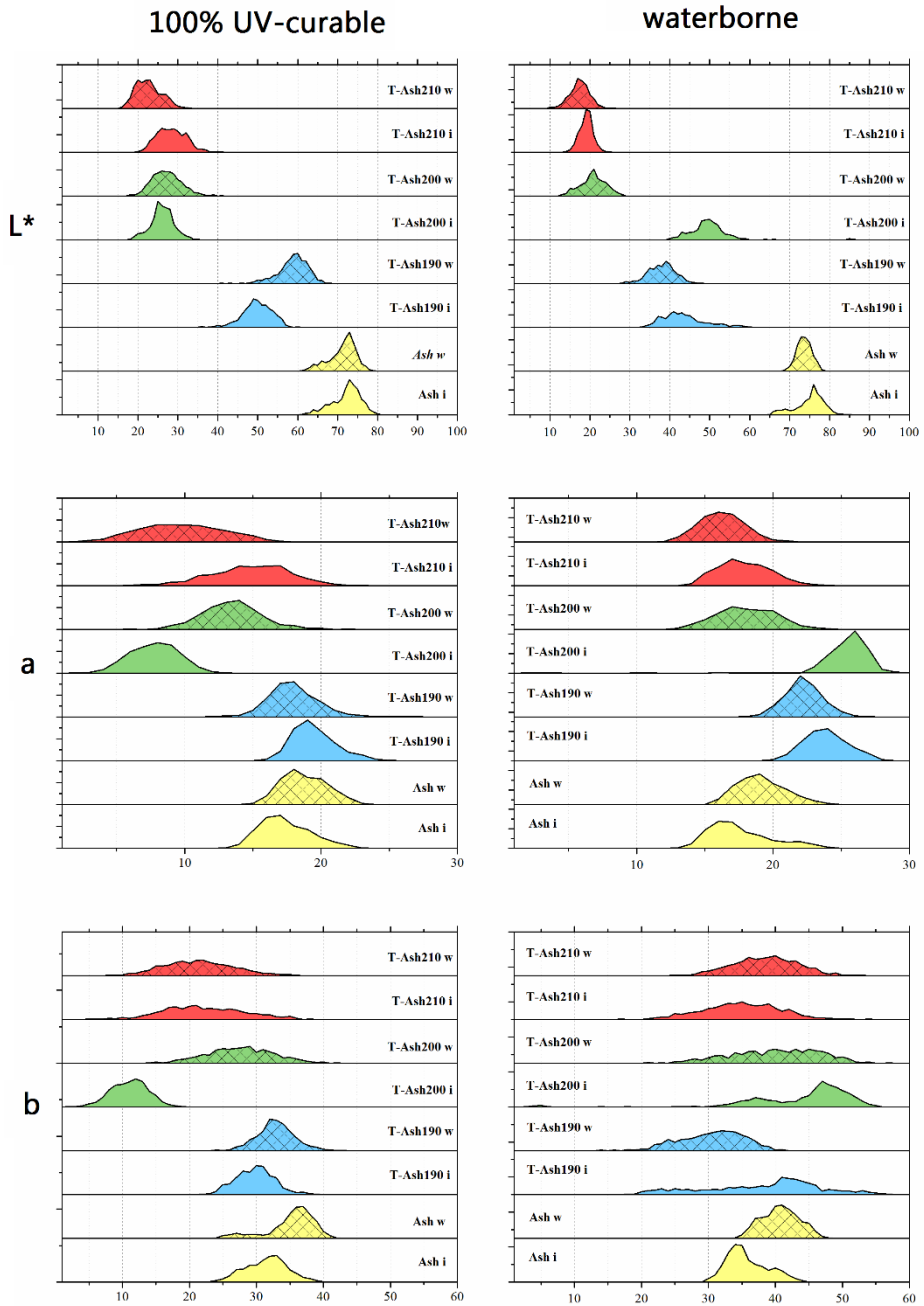 100% UV-curable
waterborne
L*
T-Ash210 w
T-Ash210 i
T-Ash200 w
T-Ash200 i
T-Ash190 w
T-Ash190 i
Ash w
Ash i
10 20 30 40 50 60 70 80 90 100
T-Ash210 w
T-Ash210 i
T-Ash200 w
T-Ash200 i
T-Ash190 w
T-Ash190 i
Ash w
Ash i
10 20 30 40 50 60 70 80 90 100
a
T-Ash210w
T-Ash210 i
T-Ash200 w
T-Ash200 i
T-Ash190 w
T-Ash190 i
Ash w
Ash i
10 20 30
T-Ash210 w
T-Ash210 i
T-Ash200 w
T-Ash200 i
T-Ash190 w
T-Ash190 i
Ash w
Ash i
10 20 30
b
T-Ash210 w
T-Ash210 i
T-Ash200 w
T-Ash200 i
T-Ash190 w
T-Ash190 i
Ash w
Ash i
10 20 30 40 50 60
T-Ash210 w
T-Ash210 i
T-Ash200 w
T-Ash200 i
T-Ash190 w
T-Ash190 i
Ash w
Ash i
10 20 30 40 50 60